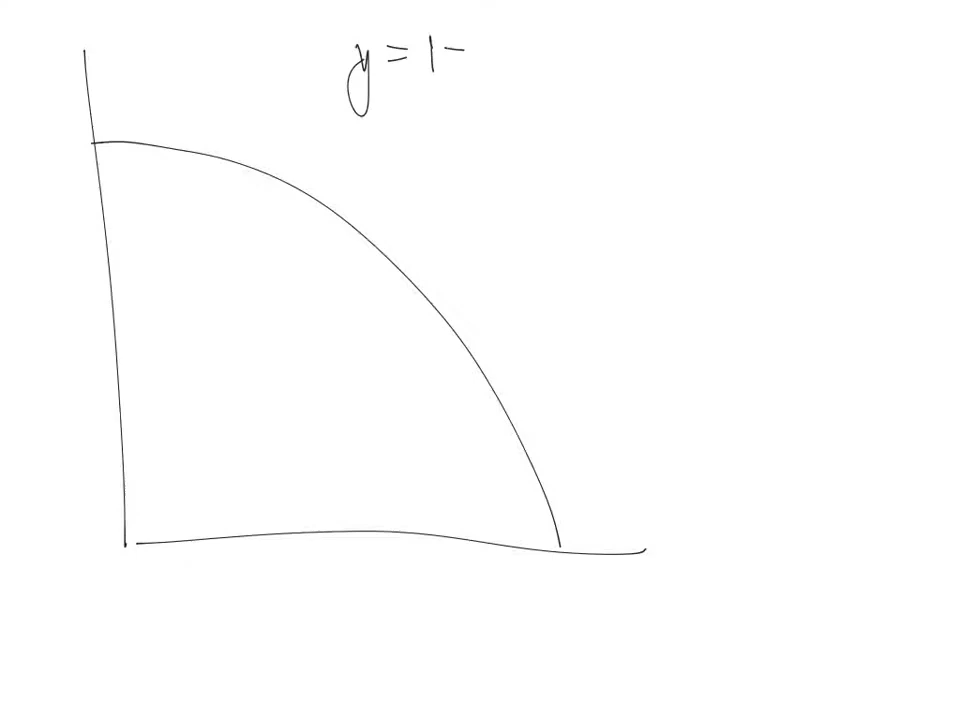 y = 1 -